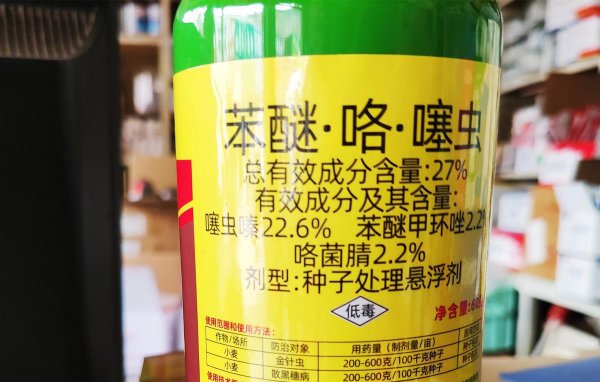 苯醚·咯·噻虫
总有效成分含量:27%
有效成分及其含量:
噻虫嗪22.6% 苯醚甲环唑2.2%
咯菌腈2.2%
剂型:种子处理悬浮剂
低毒
净含量:
使用范围和使用方法:
作物/场所 防治对象 用药量（制剂量/亩）
小麦 金针虫 200-600克/100千克种子
小麦 散黑穗病 200-600克/100千克种子